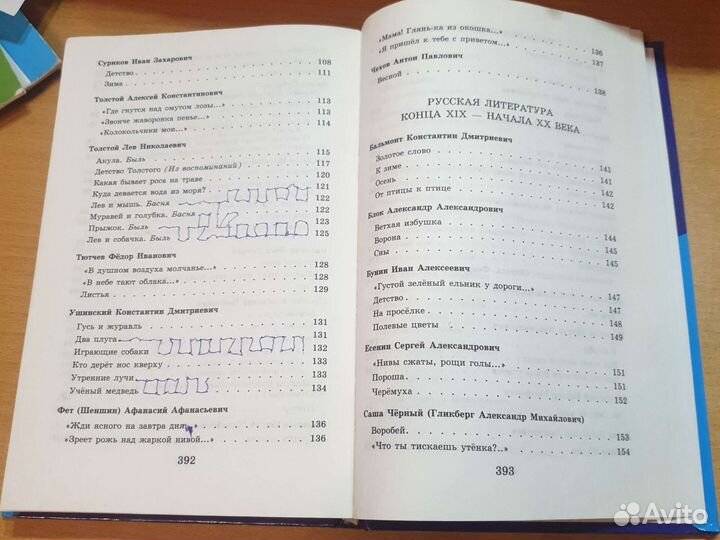 Суриков Иван Захарович
Детство. 108
Зима 111
Толстой Алексей Константинович
«Где гнутся над омутом лозы...» 113
«Звонче жаворонка пенье...» 113
«Колокольчики мои...» 114
Толстой Лев Николаевич
Акула. Быль 115
Детство Толстого (Из воспоминаний) 117
Какая бывает роса на траве 120
Куда девается вода из моря? 121
Лев и мышь. Басня 122
Муравей и голубка. Басня 122
Прыжок. Быль 123
Лев и собачка. Быль 125
Тютчев Фёдор Иванович
«В душном воздуха молчанье...» 128
«В небе тают облака...» 128
Листья 129
Ушинский Константин Дмитриевич
Гусь и журавль 131
Два плуга 131
Играющие собаки 132
Кто дерёт нос кверху 133
Утренние лучи 133
Учёный медведь 134
Фет (Шеншин) Афанасий Афанасьевич
«Жди ясного на завтра дня...» 136
«Зреет рожь над жаркой нивой...» 136
392
«Мама! Глянь-ка из окошка...» 136
«Я пришёл к тебе с приветом...» 137
Чехов Антон Павлович
Весной 138
РУССКАЯ ЛИТЕРАТУРА
КОНЦА XIX — НАЧАЛА XX ВЕКА
Бальмонт Константин Дмитриевич
Золотое слово 141
К зиме 141
Осень 142
От птицы к птице 142
Блок Александр Александрович
Ветхая избушка 144
Ворона 145
Сны 145
Бунин Иван Алексеевич
«Густой зелёный ельник у дороги...» 147
Детство 147
На просёлке 148
Полевые цветы 149
Есенин Сергей Александрович
«Нивы сжаты, рощи голы...» 151
Пороша 151
Черёмуха 152
Саша Чёрный (Гликберг Александр Михайлович)
Воробей. 153
«Что ты тискаешь утёнка?..» 154
393
Avito